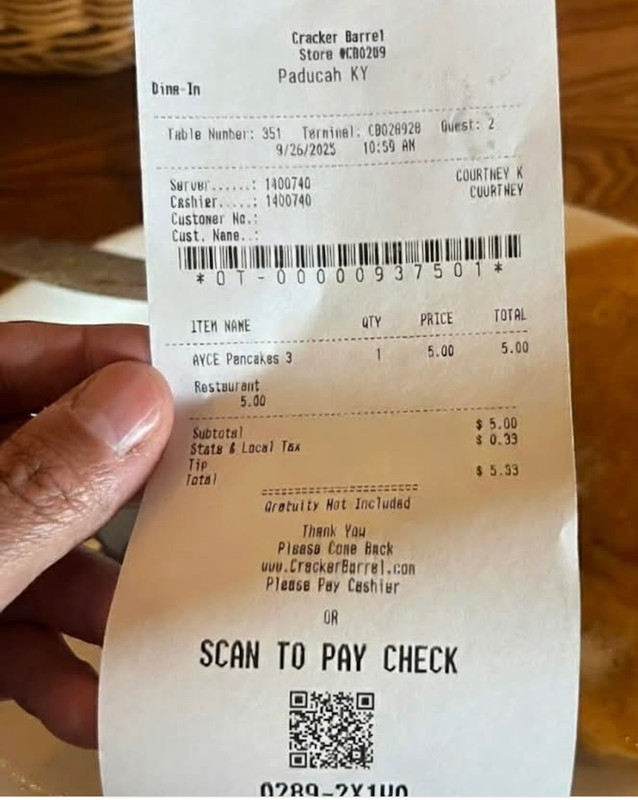 Cracker Barrel
Store #CB0289
Paducah KY
Dine-In
Table Number: 351 Terminal: CB028928 Guest: 2
9/26/2025 10:59 AM
Server......: 1400740 COURTNEY K
Cashier.....: 1400740 COURTNEY
Customer No.:
Cust. Name..:
*OT-00000937501*
ITEM NAME QTY PRICE TOTAL
AYCE Pancakes 3 1 5.00 5.00
Restaurant
5.00
Subtotal $ 5.00
State & Local Tax $ 0.33
Tip
Total $ 5.33
Gratuity Not Included
Thank You
Please Come Back
www.CrackerBarrel.com
Please Pay Cashier
OR
SCAN TO PAY CHECK